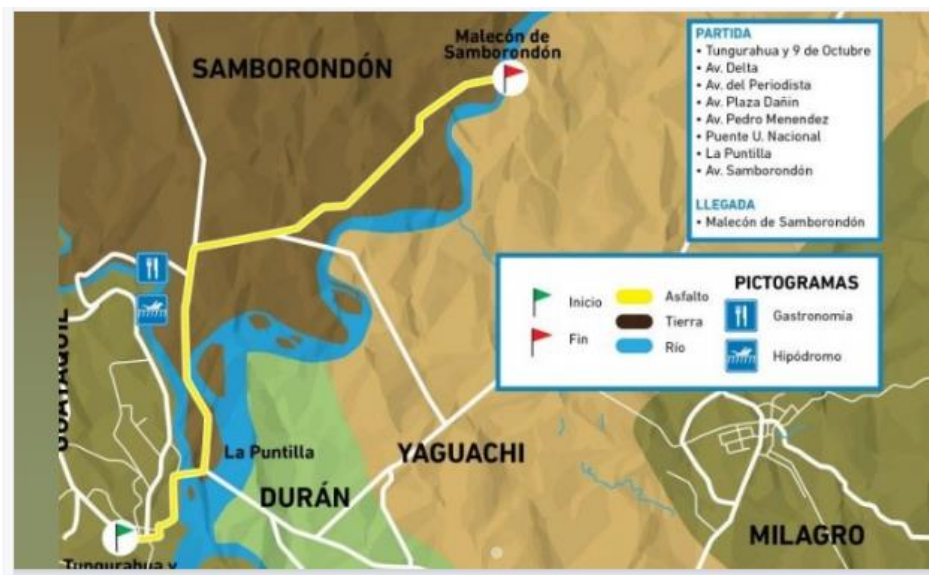 Malecón de
Samborondón
SAMBORONDÓN
PARTIDA
• Tungurahua y 9 de Octubre
• Av. Delta
• Av. del Periodista
• Av. Plaza Dañin
• Av. Pedro Menendez
• Puente U. Nacional
• La Puntilla
• Av. Samborondón
LLEGADA
• Malecón de Samborondón
PICTOGRAMAS
Inicio
Fin
Asfalto
Tierra
Río
Gastronomía
Hipódromo
GUAYAQUIL
La Puntilla
YAGUACHI
DURÁN
MILAGRO
Tungurahua y